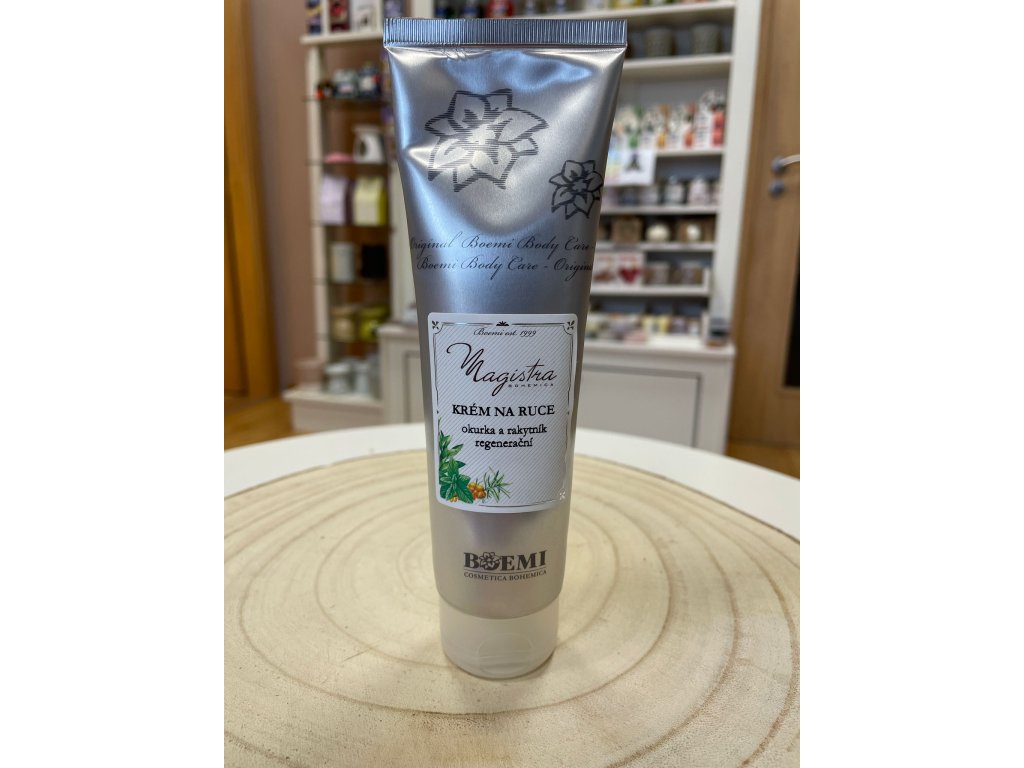 Original Boemi Body Care -
Boemi Body Care - Origin
Boemi est. 1999
Magistra
BOHEMICA
KRÉM NA RUCE
okurka a rakytník
regenerační
BOEMI
COSMETICA BOHEMICA